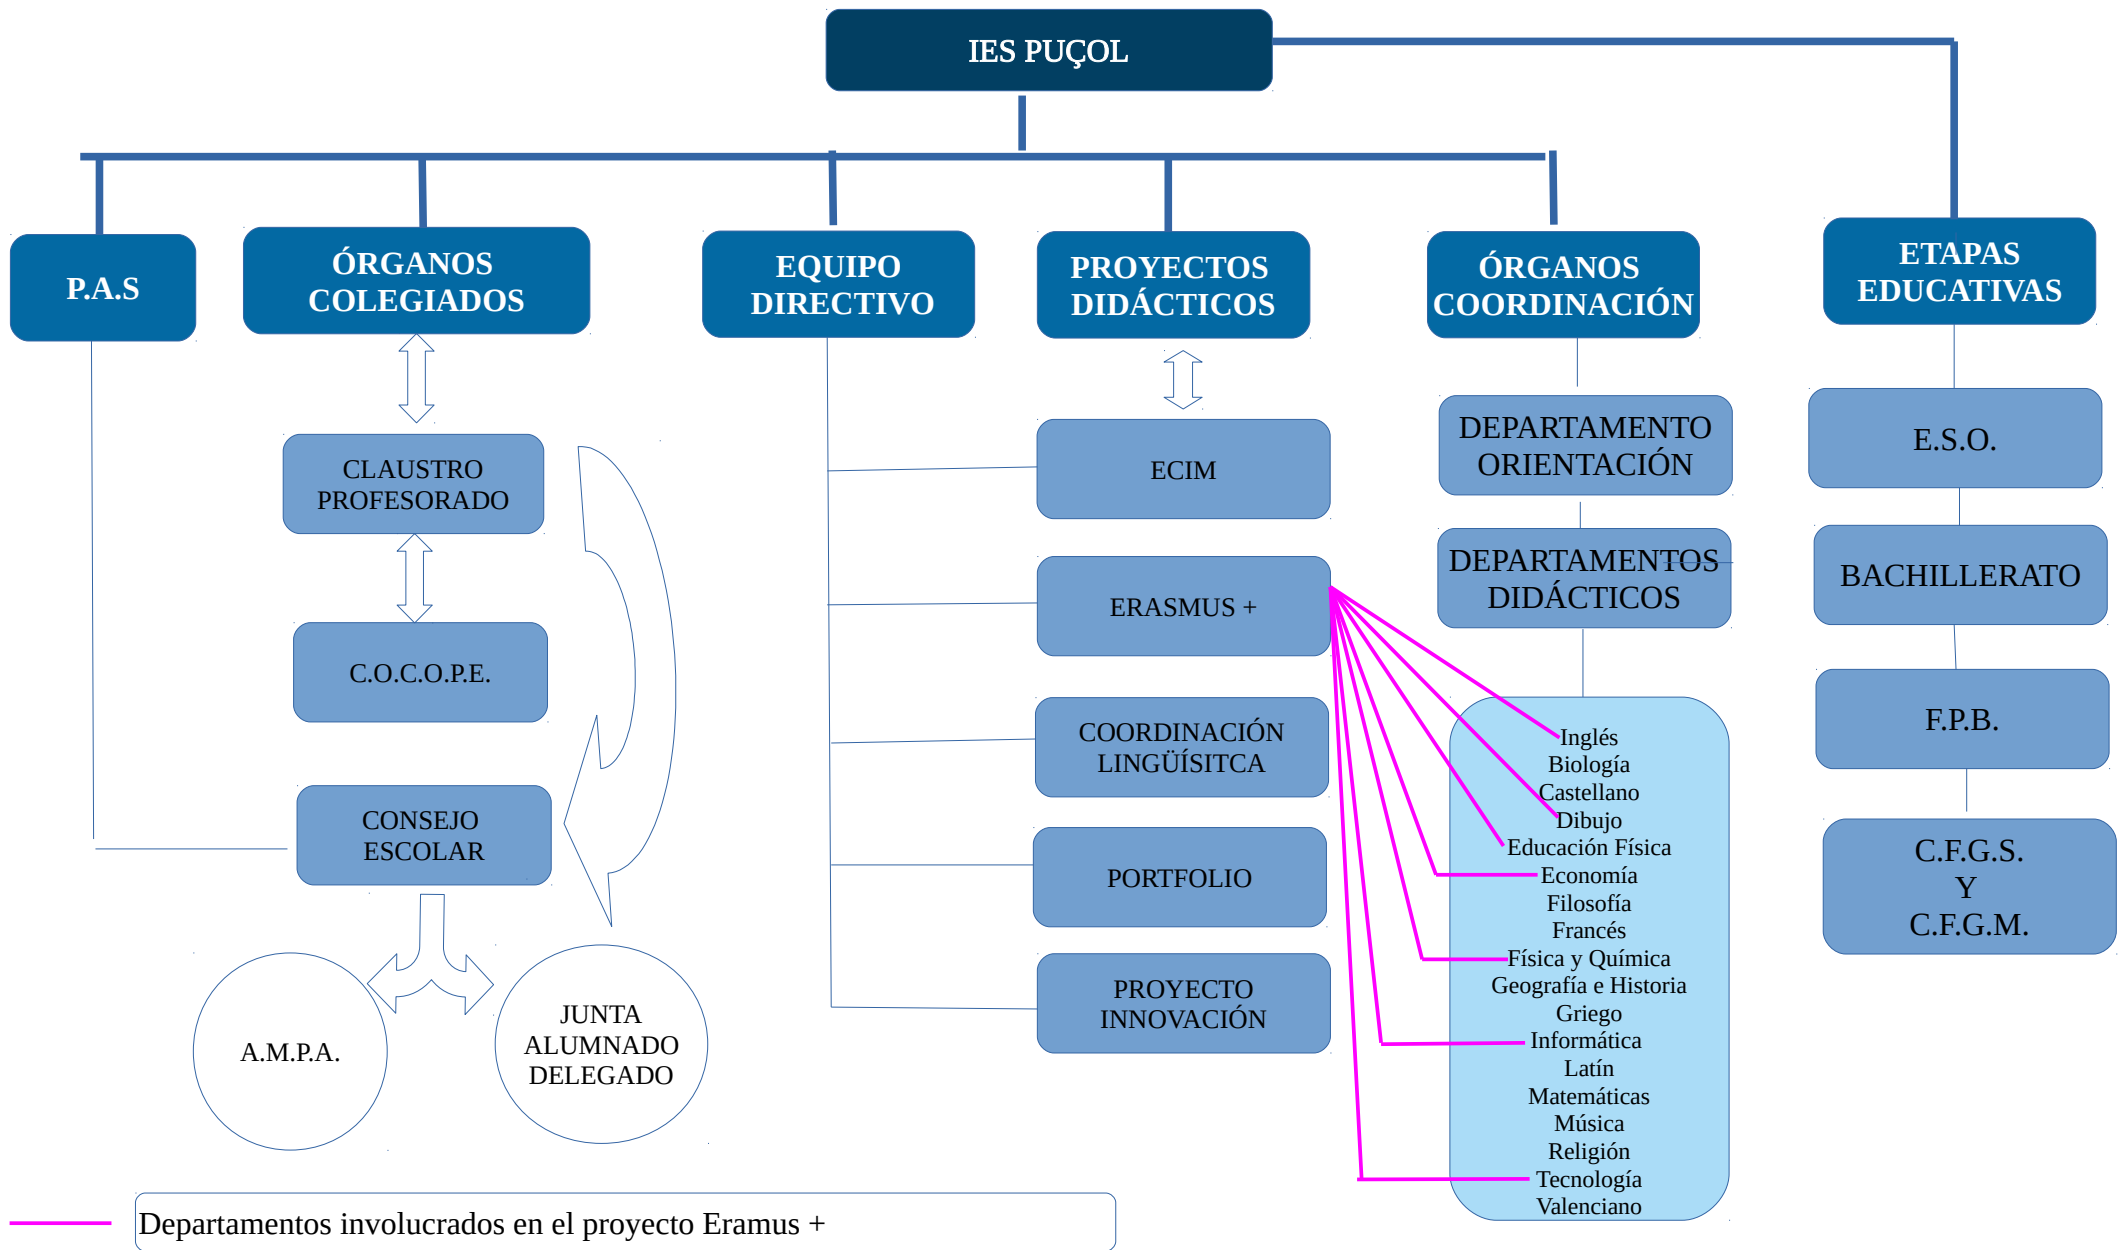 IES PUÇOL
P.A.S
ÓRGANOS
COLEGIADOS
EQUIPO
DIRECTIVO
PROYECTOS
DIDÁCTICOS
ÓRGANOS
COORDINACIÓN
ETAPAS
EDUCATIVAS
CLAUSTRO
PROFESORADO
C.O.C.O.P.E.
CONSEJO
ESCOLAR
A.M.P.A.
JUNTA
ALUMNADO
DELEGADO
ECIM
ERASMUS +
COORDINACIÓN
LINGÜÍSITCA
PORTFOLIO
PROYECTO
INNOVACIÓN
DEPARTAMENTO
ORIENTACIÓN
DEPARTAMENTOS
DIDÁCTICOS
Inglés
Biología
Castellano
Dibujo
Educación Física
Economía
Filosofía
Francés
Física y Química
Geografía e Historia
Griego
Informática
Latín
Matemáticas
Música
Religión
Tecnología
Valenciano
E.S.O.
BACHILLERATO
F.P.B.
C.F.G.S.
Y
C.F.G.M.
Departamentos involucrados en el proyecto Eramus +